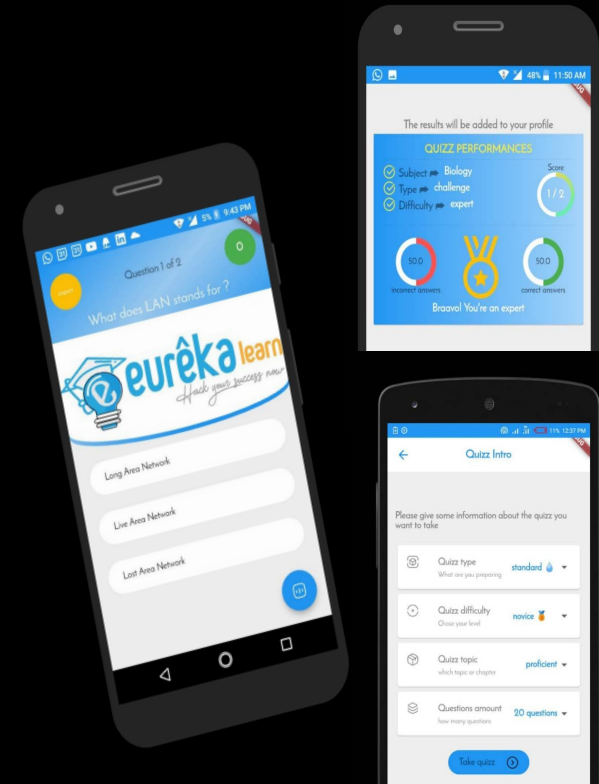 5% 9:43 PM
Question 1 of 2
0
What does LAN stands for ?
eurêka learn
Hack your success now
Long Area Network
Live Area Network
Lost Area Network
48% 11:50 AM
The results will be added to your profile
QUIZZ PERFORMANCES
Subject Biology
Type challenge
Difficulty expert
Score
1 / 2
50.0
incorrect answers
50.0
correct answers
Braavo! You're an expert
11% 12:37 PM
Quizz Intro
Please give some information about the quizz you
want to take
Quizz type
What are you preparing
standard
Quizz difficulty
Chose your level
novice
Quizz topic
which topic or chapter
proficient
Questions amount
how many questions
20 questions
Take quizz